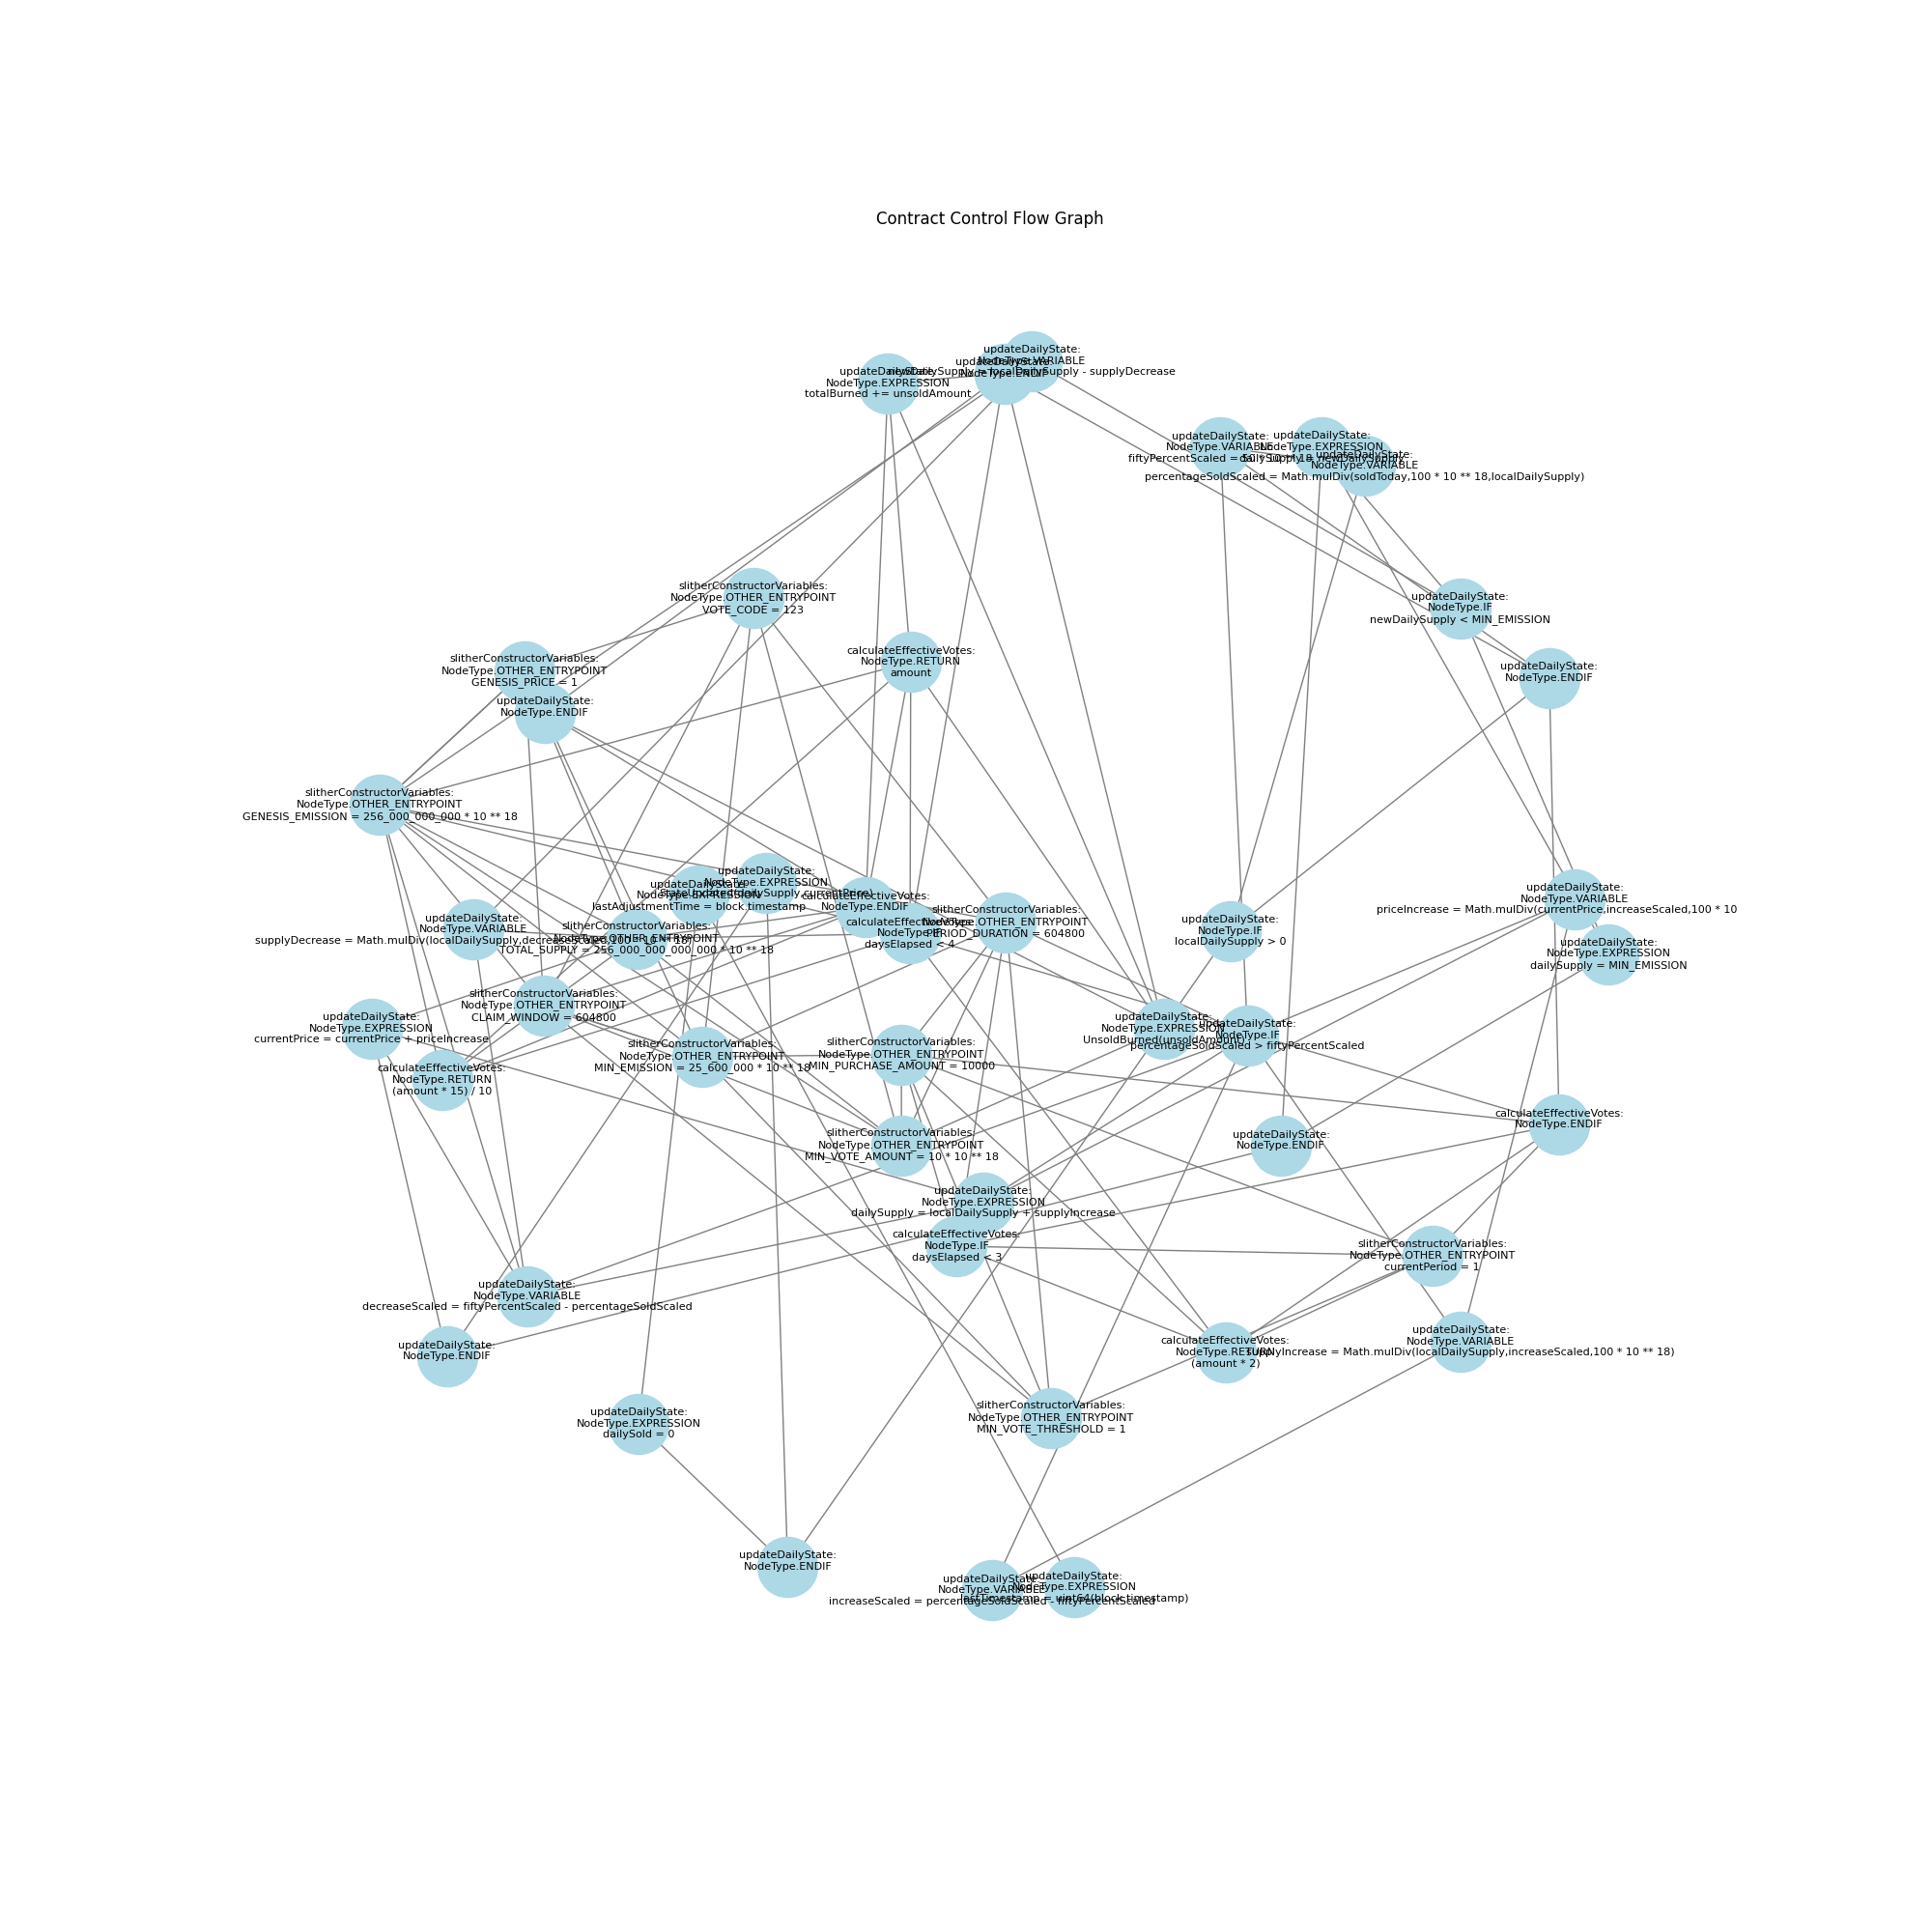 Contract Control Flow Graph
updateDailyState:
NodeType.VARIABLE
newDailySupply = localDailySupply - supplyDecrease
updateDailyState:
NodeType.ENDIF
updateDailyState:
NodeType.EXPRESSION
totalBurned += unsoldAmount
updateDailyState:
NodeType.VARIABLE
fiftyPercentScaled = 50 * 10 ** 18
updateDailyState:
NodeType.EXPRESSION
dailySupply = newDailySupply
updateDailyState:
NodeType.VARIABLE
percentageSoldScaled = Math.mulDiv(soldToday,100 * 10 ** 18,localDailySupply)
slitherConstructorVariables:
NodeType.OTHER_ENTRYPOINT
VOTE_CODE = 123
updateDailyState:
NodeType.IF
newDailySupply < MIN_EMISSION
calculateEffectiveVotes:
NodeType.RETURN
amount
slitherConstructorVariables:
NodeType.OTHER_ENTRYPOINT
GENESIS_PRICE = 1
updateDailyState:
NodeType.ENDIF
updateDailyState:
NodeType.ENDIF
slitherConstructorVariables:
NodeType.OTHER_ENTRYPOINT
GENESIS_EMISSION = 256_000_000_000 * 10 ** 18
updateDailyState:
NodeType.EXPRESSION
StateUpdated(dailySupply,currentPrice)
updateDailyState:
NodeType.EXPRESSION
lastAdjustmentTime = block.timestamp
calculateEffectiveVotes:
NodeType.ENDIF
updateDailyState:
NodeType.VARIABLE
priceIncrease = Math.mulDiv(currentPrice,increaseScaled,100 * 10
slitherConstructorVariables:
NodeType.OTHER_ENTRYPOINT
PERIOD_DURATION = 604800
updateDailyState:
NodeType.VARIABLE
supplyDecrease = Math.mulDiv(localDailySupply,decreaseScaled,100 * 10 ** 18)
slitherConstructorVariables:
NodeType.OTHER_ENTRYPOINT
TOTAL_SUPPLY = 256_000_000_000_000 * 10 ** 18
calculateEffectiveVotes:
NodeType.IF
daysElapsed < 4
updateDailyState:
NodeType.IF
localDailySupply > 0
updateDailyState:
NodeType.EXPRESSION
dailySupply = MIN_EMISSION
slitherConstructorVariables:
NodeType.OTHER_ENTRYPOINT
CLAIM_WINDOW = 604800
updateDailyState:
NodeType.EXPRESSION
currentPrice = currentPrice + priceIncrease
updateDailyState:
NodeType.EXPRESSION
UnsoldBurned(unsoldAmount)
updateDailyState:
NodeType.IF
percentageSoldScaled > fiftyPercentScaled
slitherConstructorVariables:
NodeType.OTHER_ENTRYPOINT
MIN_EMISSION = 25_600_000 * 10 ** 18
slitherConstructorVariables:
NodeType.OTHER_ENTRYPOINT
MIN_PURCHASE_AMOUNT = 10000
calculateEffectiveVotes:
NodeType.RETURN
(amount * 15) / 10
calculateEffectiveVotes:
NodeType.ENDIF
slitherConstructorVariables:
NodeType.OTHER_ENTRYPOINT
MIN_VOTE_AMOUNT = 10 * 10 ** 18
updateDailyState:
NodeType.ENDIF
updateDailyState:
NodeType.EXPRESSION
dailySupply = localDailySupply + supplyIncrease
calculateEffectiveVotes:
NodeType.IF
daysElapsed < 3
slitherConstructorVariables:
NodeType.OTHER_ENTRYPOINT
currentPeriod = 1
updateDailyState:
NodeType.VARIABLE
decreaseScaled = fiftyPercentScaled - percentageSoldScaled
updateDailyState:
NodeType.ENDIF
calculateEffectiveVotes:
NodeType.RETURN
(amount * 2)
updateDailyState:
NodeType.VARIABLE
supplyIncrease = Math.mulDiv(localDailySupply,increaseScaled,100 * 10 ** 18)
updateDailyState:
NodeType.EXPRESSION
dailySold = 0
slitherConstructorVariables:
NodeType.OTHER_ENTRYPOINT
MIN_VOTE_THRESHOLD = 1
updateDailyState:
NodeType.ENDIF
updateDailyState:
NodeType.VARIABLE
increaseScaled = percentageSoldScaled - fiftyPercentScaled
updateDailyState:
NodeType.EXPRESSION
lastTimestamp = uint64(block.timestamp)